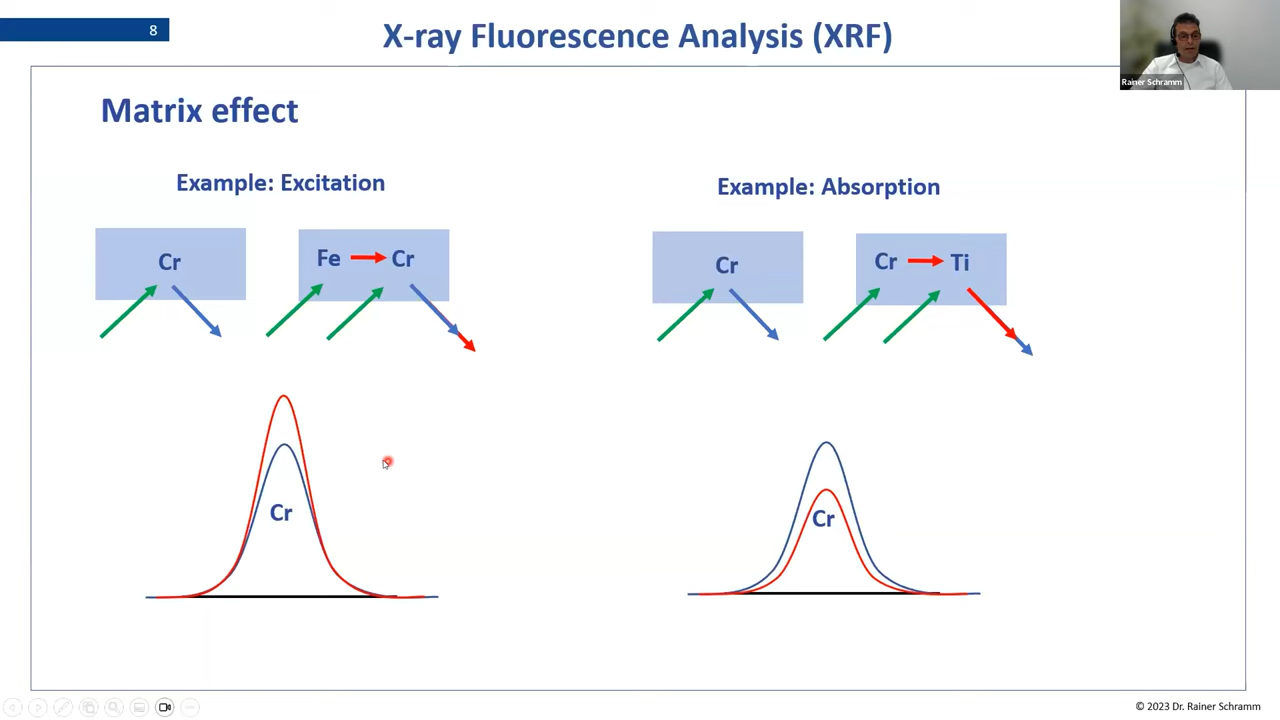 8
X-ray Fluorescence Analysis (XRF)
Rainer Schramm
Matrix effect
Example: Excitation
Example: Absorption
Cr
Fe Cr
Cr
Cr Ti
Cr
Cr
© 2023 Dr. Rainer Schramm